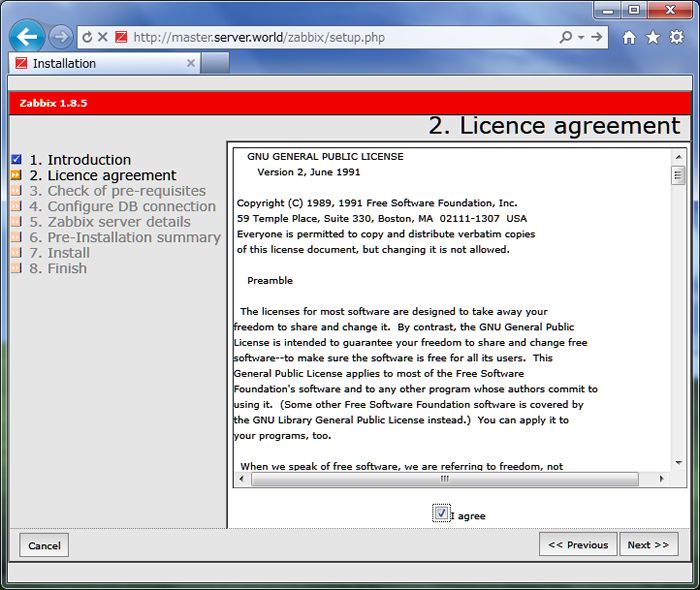 http://master.server.world/zabbix/setup.php
Installation
Zabbix 1.8.5
2. Licence agreement
1. Introduction
2. Licence agreement
3. Check of pre-requisites
4. Configure DB connection
5. Zabbix server details
6. Pre-Installation summary
7. Install
8. Finish
GNU GENERAL PUBLIC LICENSE
Version 2, June 1991
Copyright (C) 1989, 1991 Free Software Foundation, Inc.
59 Temple Place, Suite 330, Boston, MA  02111-1307  USA
Everyone is permitted to copy and distribute verbatim copies
of this license document, but changing it is not allowed.
Preamble
The licenses for most software are designed to take away your
freedom to share and change it.  By contrast, the GNU General Public
License is intended to guarantee your freedom to share and change free
software--to make sure the software is free for all its users.  This
General Public License applies to most of the Free Software
Foundation's software and to any other program whose authors commit to
using it.  (Some other Free Software Foundation software is covered by
the GNU Library General Public License instead.)  You can apply it to
your programs, too.
When we speak of free software, we are referring to freedom, not
I agree
Cancel
<< Previous
Next >>